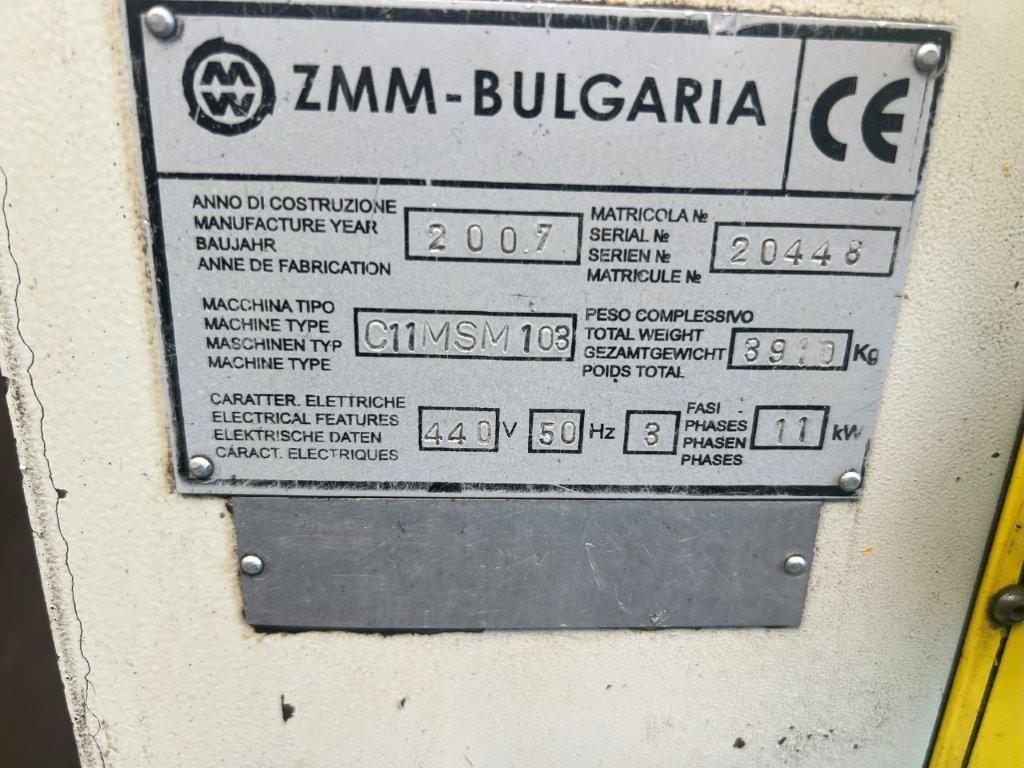 ZMM-BULGARIA CE
ANNO DI COSTRUZIONE
MANUFACTURE YEAR
BAUJAHR
ANNE DE FABRICATION
2007
MATRICOLA №
SERIAL №
SERIEN №
MATRICULE №
20448
MACCHINA TIPO
MACHINE TYPE
MASCHINEN TYP
MACHINE TYPE
C11MSM103
PESO COMPLESSIVO
TOTAL WEIGHT
GEZAMTGEWICHT
POIDS TOTAL
3910 Kg
CARATTER. ELETTRICHE
ELECTRICAL FEATURES
ELEKTRISCHE DATEN
CARACT. ELECTRIQUES
440 V 50 Hz 3
FASI
PHASES
PHASEN
PHASES
11 kW